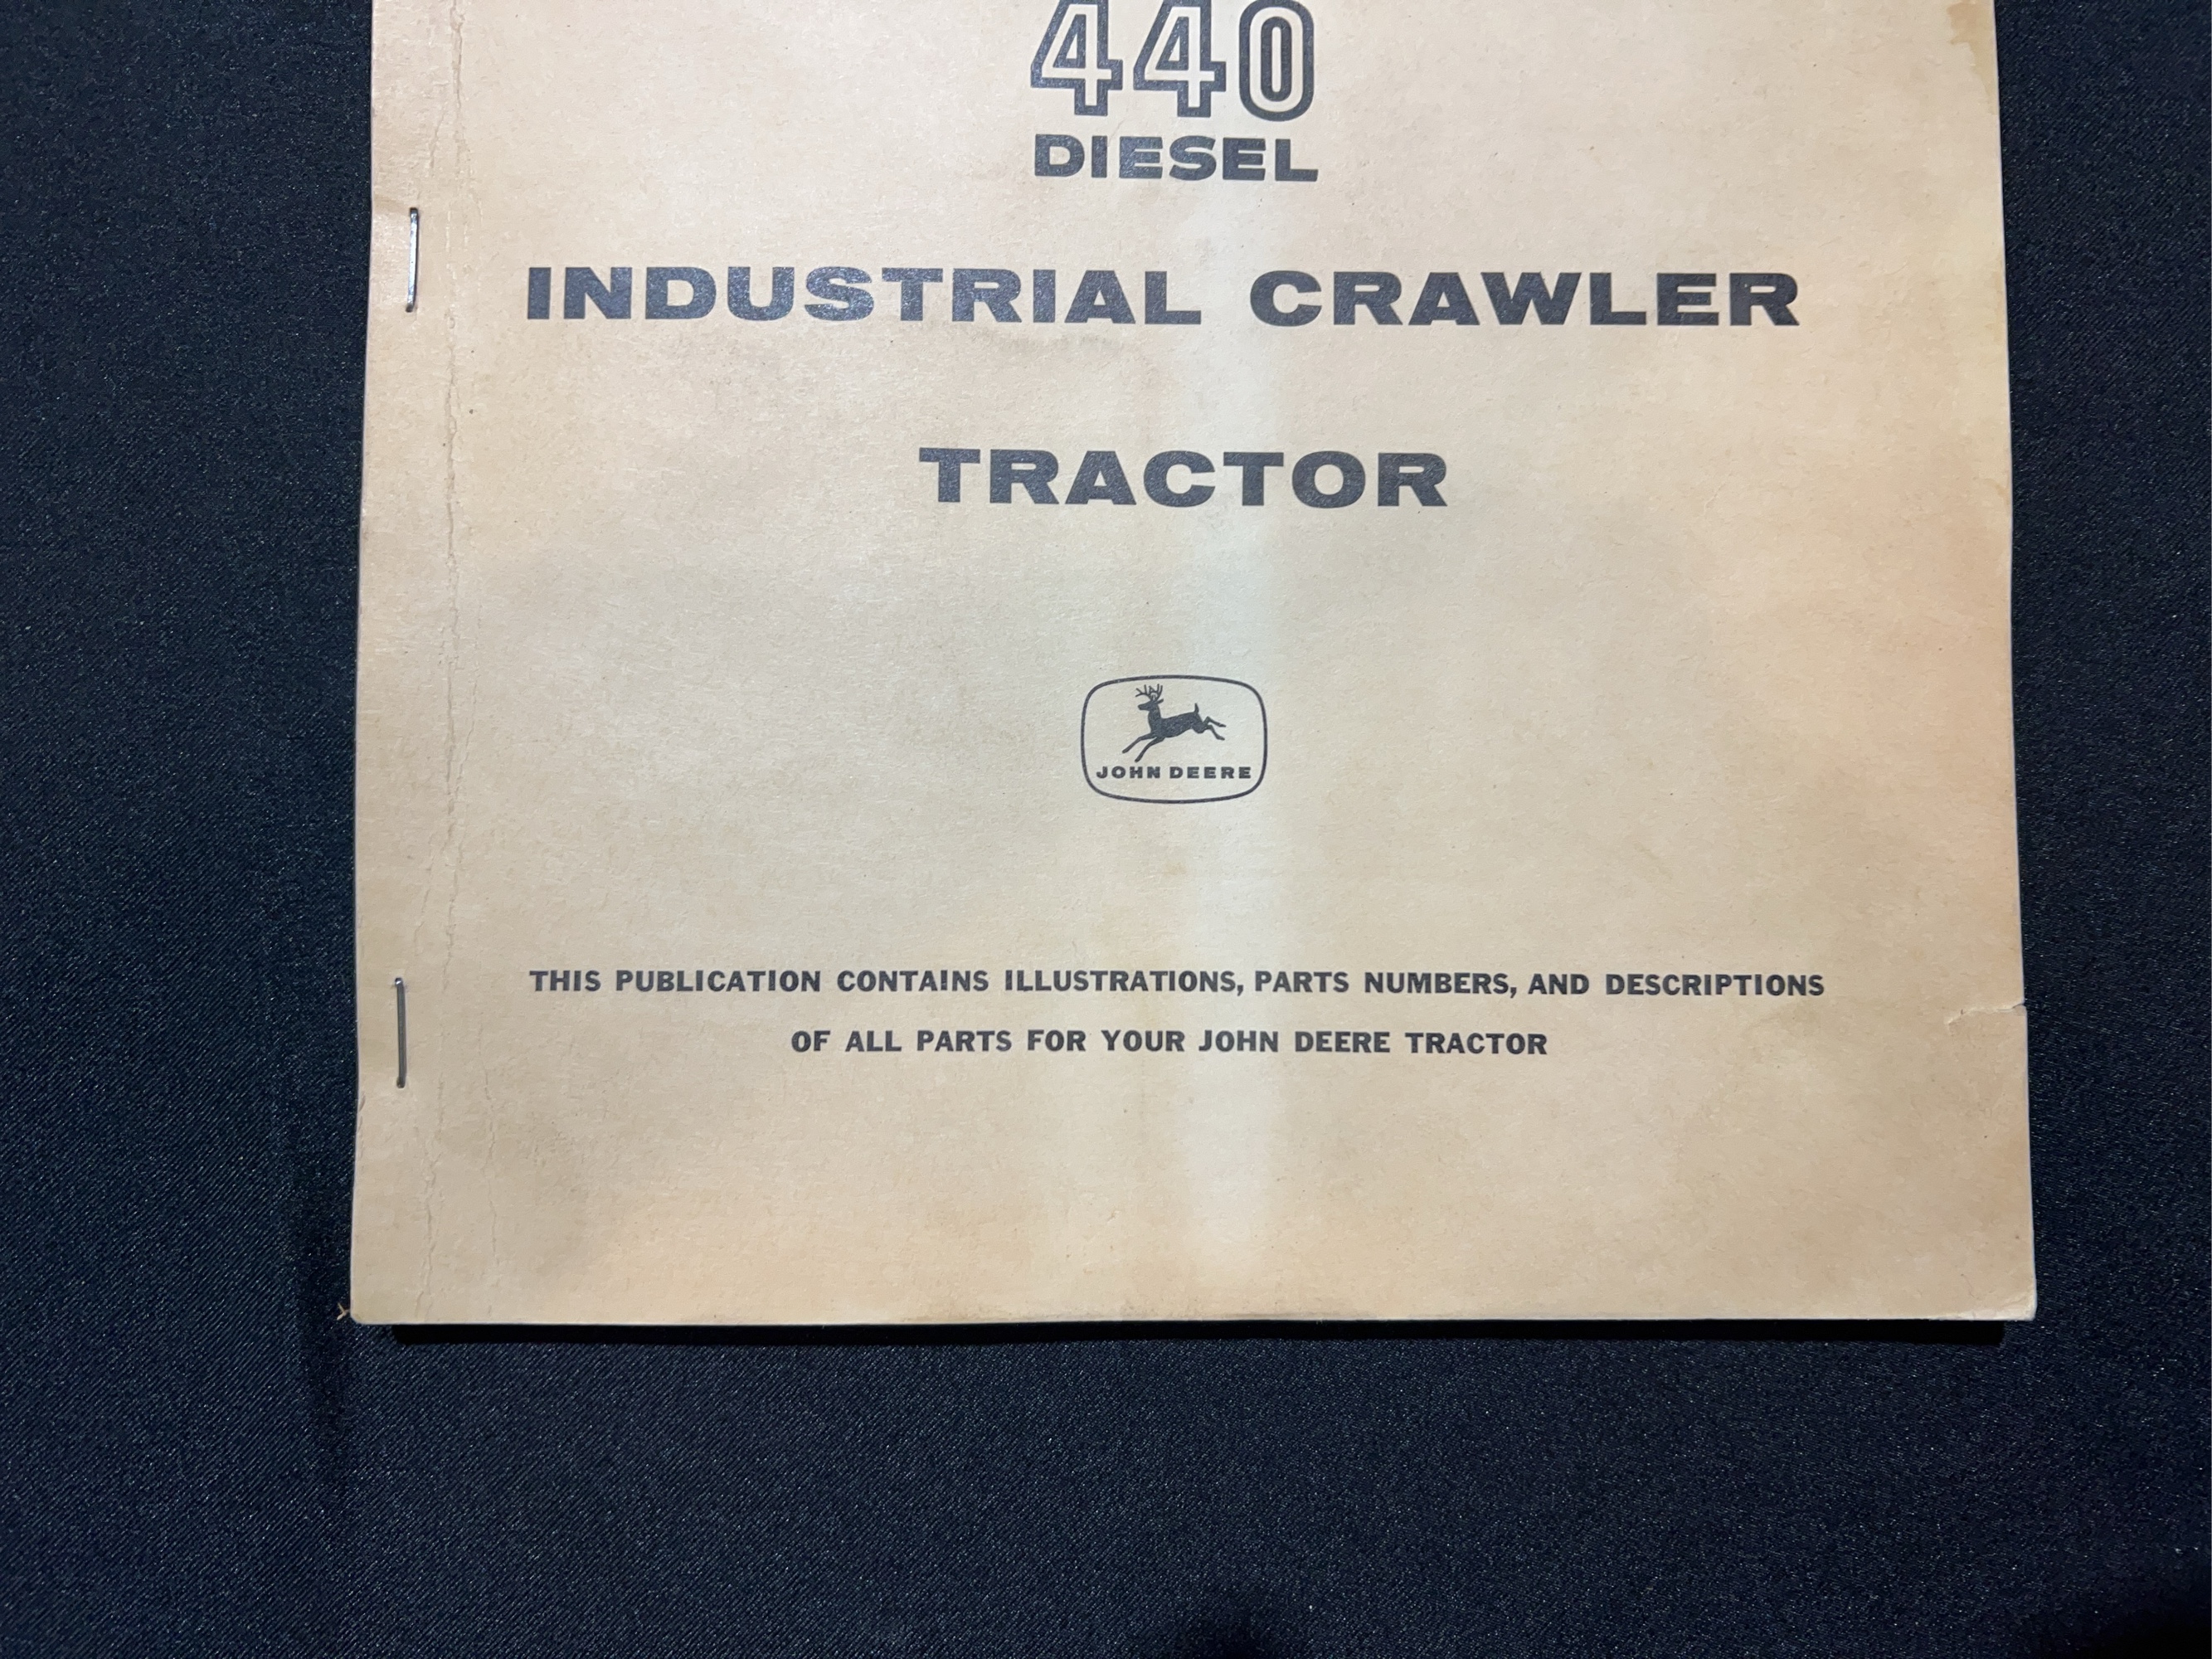 440
DIESEL
INDUSTRIAL CRAWLER
TRACTOR
JOHN DEERE
THIS PUBLICATION CONTAINS ILLUSTRATIONS, PARTS NUMBERS, AND DESCRIPTIONS
OF ALL PARTS FOR YOUR JOHN DEERE TRACTOR